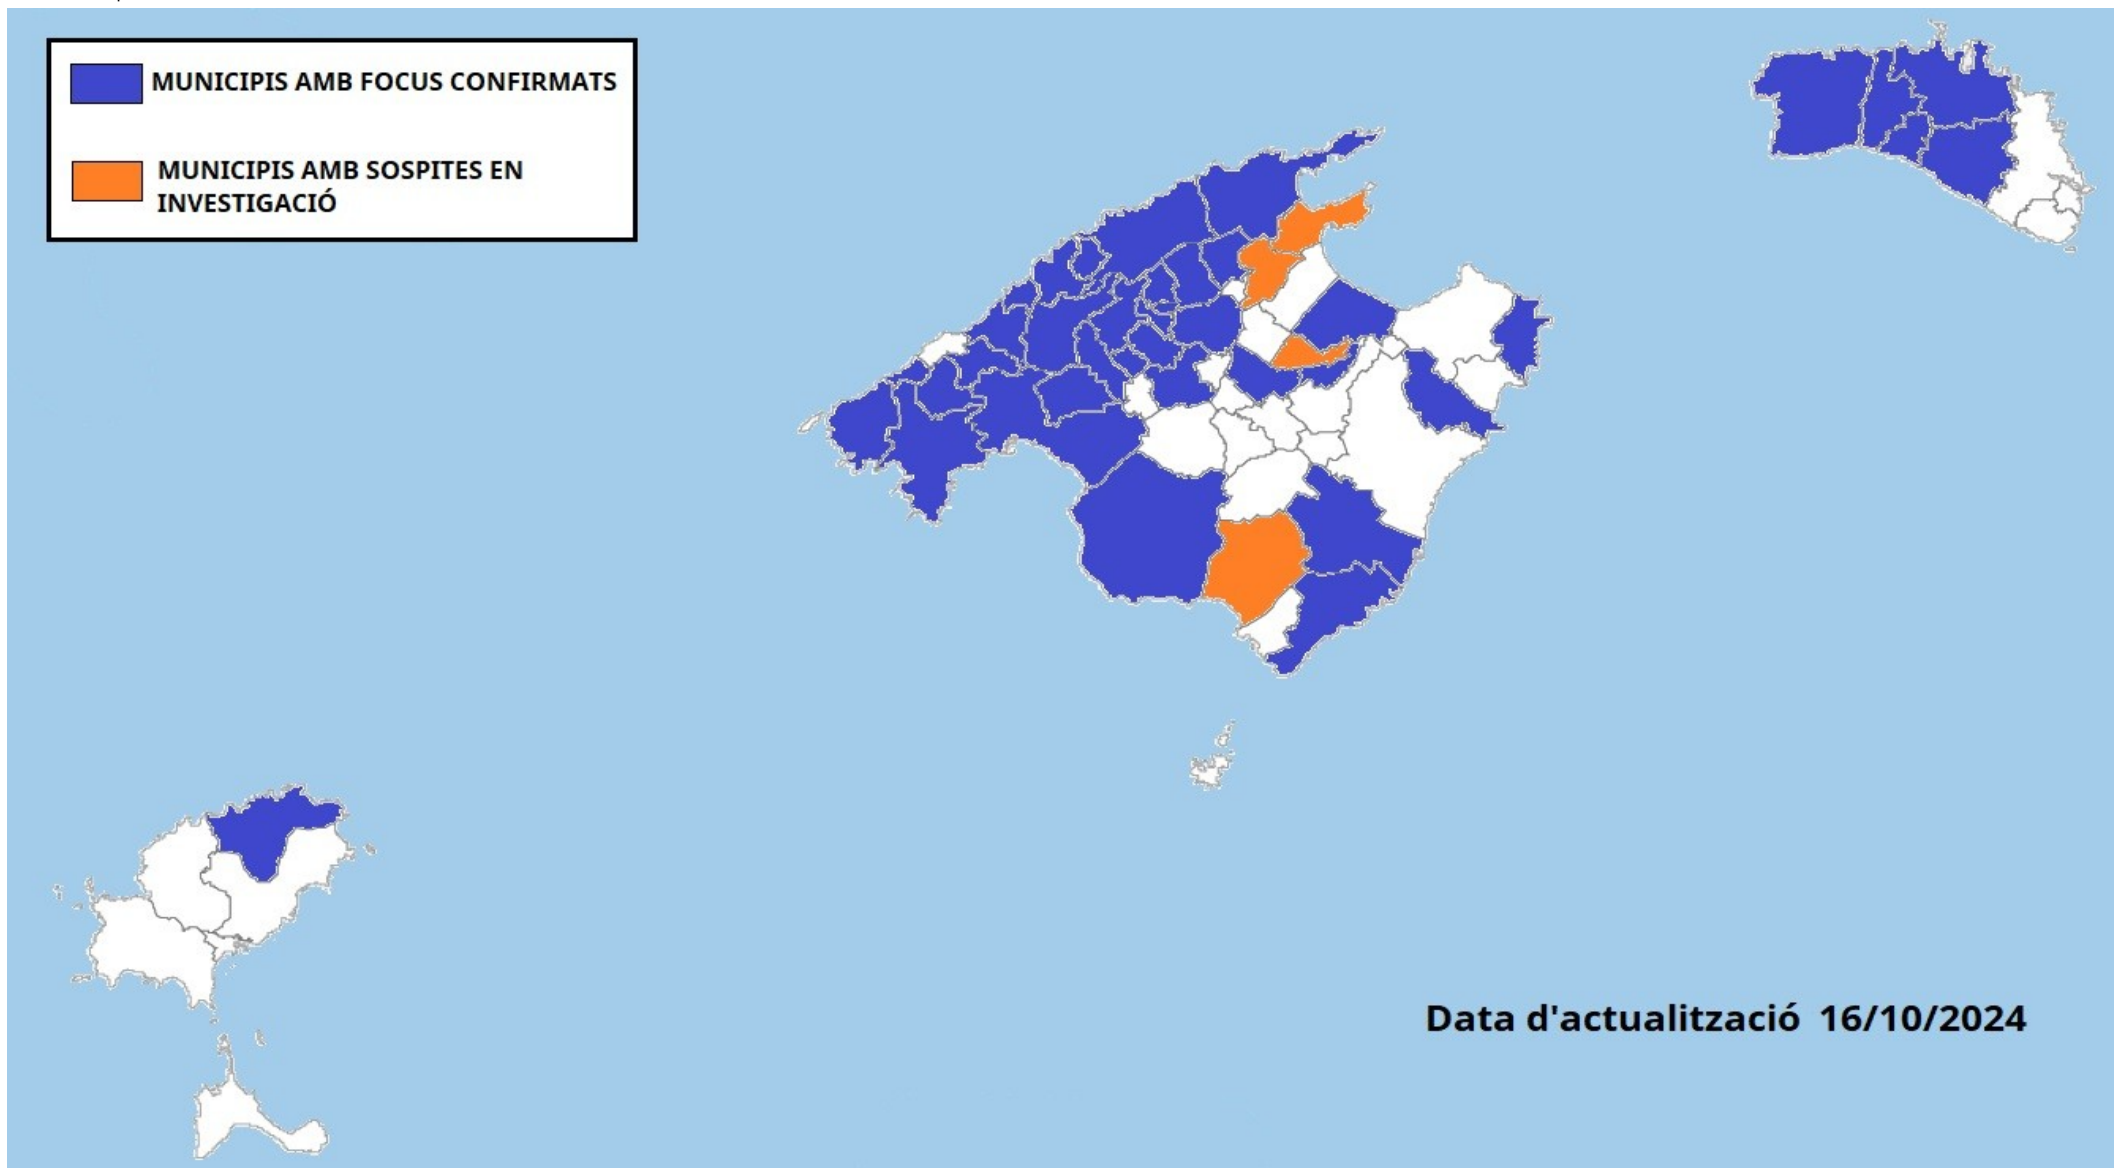 MUNICIPIS AMB FOCUS CONFIRMATS
MUNICIPIS AMB SOSPITES EN
INVESTIGACIÓ
Data d'actualització 16/10/2024